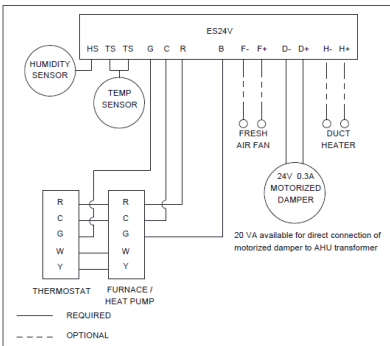 ES24V
HS TS TS G C R B F- F+ D- D+ H- H+
HUMIDITY
SENSOR
TEMP
SENSOR
FRESH
AIR FAN
DUCT
HEATER
24V 0.3A
MOTORIZED
DAMPER
20 VA available for direct connection of
motorized damper to AHU transformer
R R
C C
G G
W W
Y Y
THERMOSTAT
FURNACE /
HEAT PUMP
REQUIRED
OPTIONAL